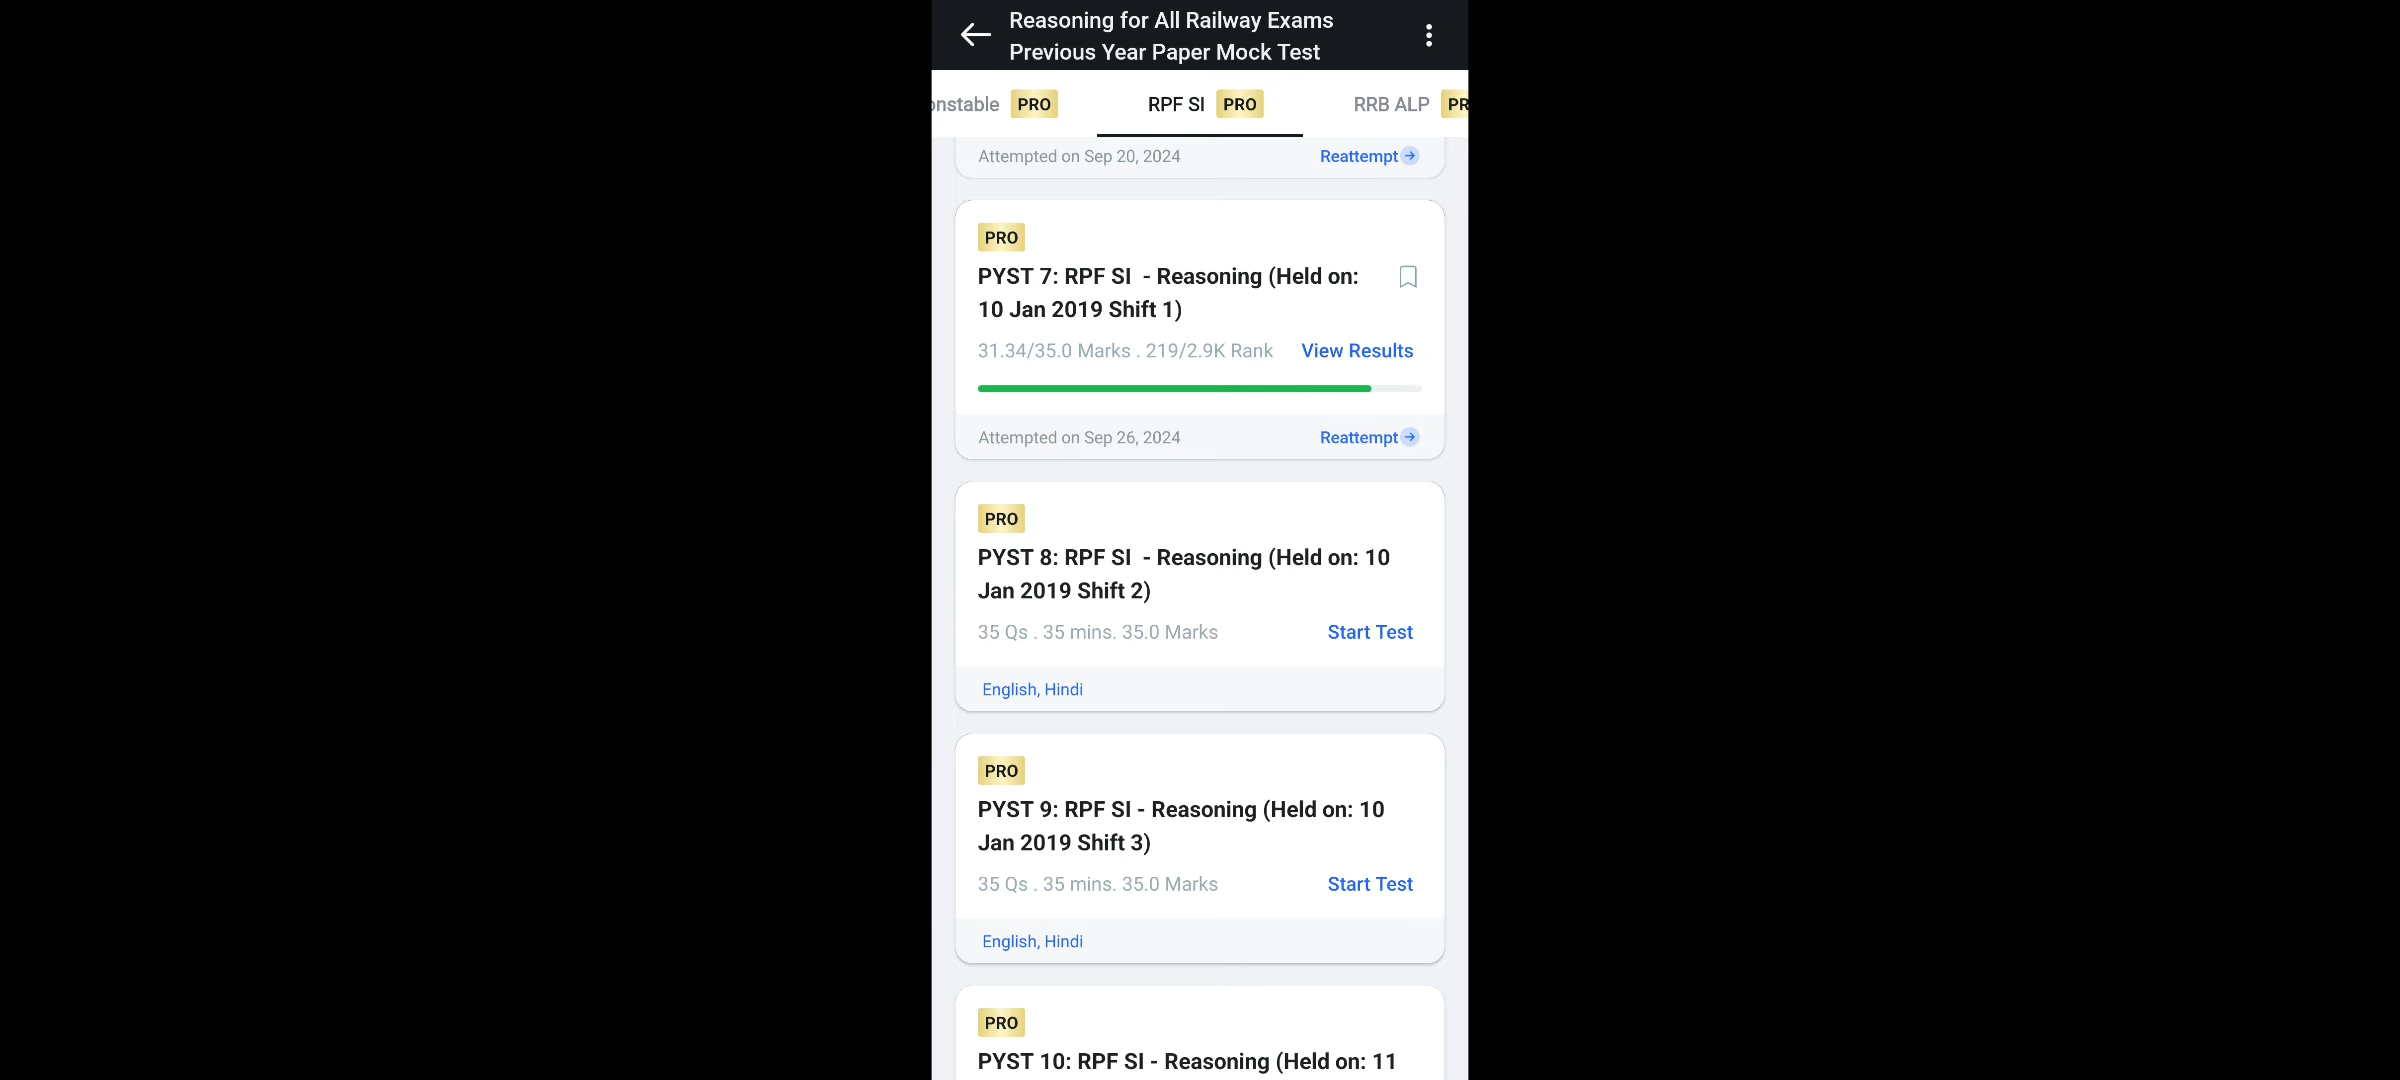 Reasoning for All Railway Exams
Previous Year Paper Mock Test
PRO RPF SI PRO RRB ALP
Attempted on Sep 20, 2024 Reattempt
PRO
PYST 7: RPF SI - Reasoning (Held on:
10 Jan 2019 Shift 1)
31.34/35.0 Marks . 219/2.9K Rank View Results
Attempted on Sep 26, 2024 Reattempt
PRO
PYST 8: RPF SI - Reasoning (Held on: 10
Jan 2019 Shift 2)
35 Qs . 35 mins. 35.0 Marks Start Test
English, Hindi
PRO
PYST 9: RPF SI - Reasoning (Held on: 10
Jan 2019 Shift 3)
35 Qs . 35 mins. 35.0 Marks Start Test
English, Hindi
PRO
PYST 10: RPF SI - Reasoning (Held on: 11